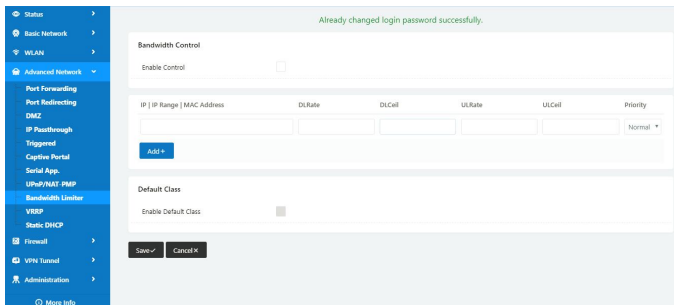 Status
Basic Network
WLAN
Advanced Network
Port Forwarding
Port Redirecting
DMZ
IP Passthrough
Triggered
Captive Portal
Serial App.
UPnP/NAT-PMP
Bandwidth Limiter
VRRP
Static DHCP
Firewall
VPN Tunnel
Administration
More Info
Already changed login password successfully.
Bandwidth Control
Enable Control
IP | IP Range | MAC Address DLRate DLCeil ULRate ULCeil Priority
Normal
Add+
Default Class
Enable Default Class
Save Cancel